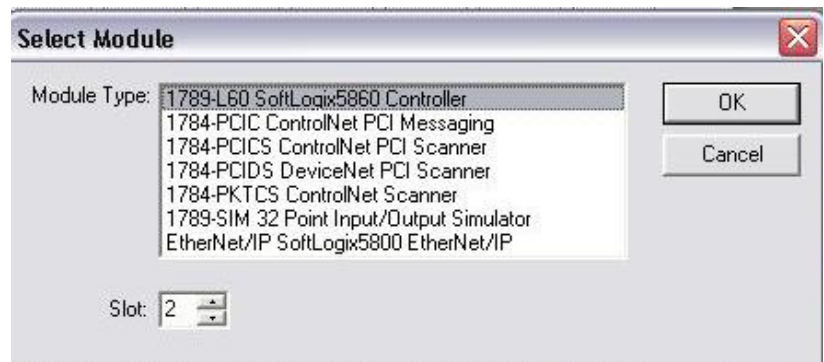 Select Module
Module Type:
1789-L60 SoftLogix5860 Controller
1784-PCIC ControlNet PCI Messaging
1784-PCICS ControlNet PCI Scanner
1784-PCIDS DeviceNet PCI Scanner
1784-PKTCS ControlNet Scanner
1789-SIM 32 Point Input/Output Simulator
EtherNet/IP SoftLogix5800 EtherNet/IP
OK
Cancel
Slot: 2